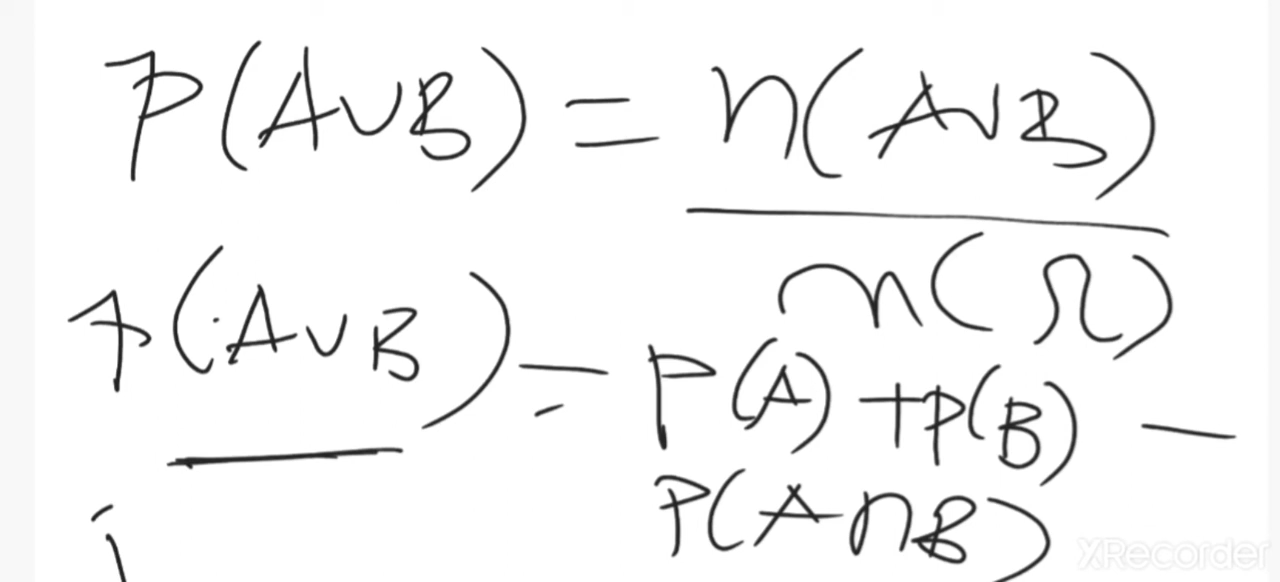 P(A∪B) = n(A∪B)
n(Ω)
P(A∪B) = P(A) + P(B) −
P(A∩B)
XRecorder